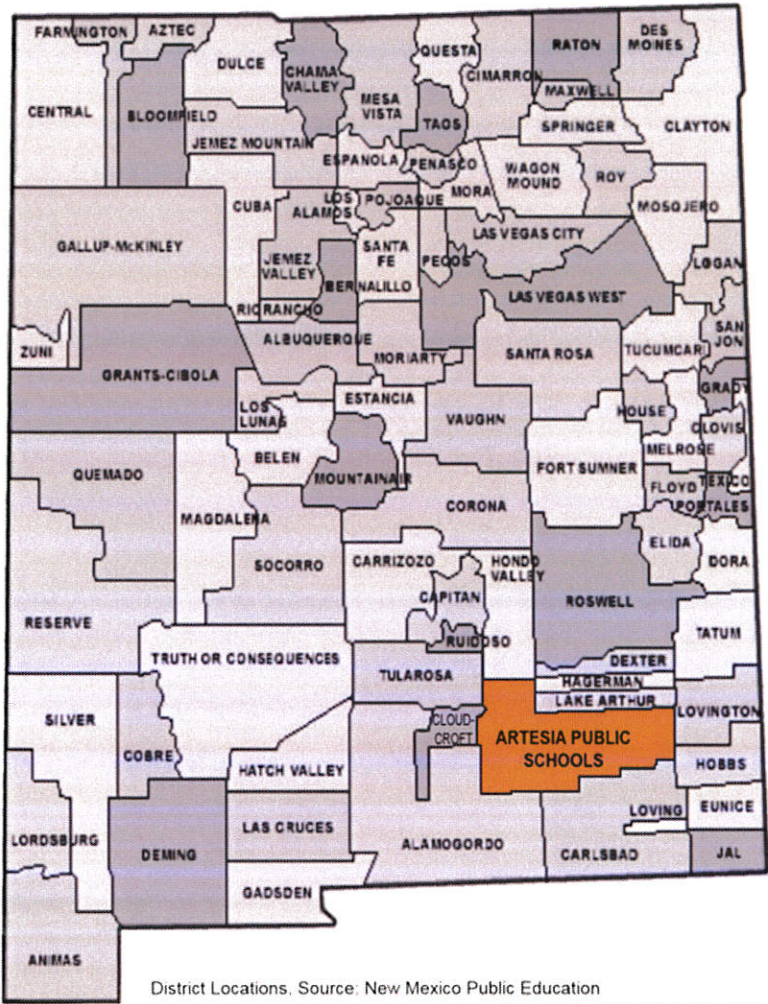 FARMINGTON
AZTEC
DULCE
CHAMA
VALLEY
QUESTA
CIMARRON
RATON
DES
MOINES
MAXWELL
CENTRAL
BLOOMFIELD
MESA
VISTA
TAOS
SPRINGER
CLAYTON
JEMEZ MOUNTAIN
ESPANOLA
PENASCO
WAGON
MOUND
ROY
CUBA
LOS
ALAMOS
POJOAQUE
MORA
MOSQUERO
GALLUP-McKINLEY
JEMEZ
VALLEY
SANTA
FE
PECOS
LAS VEGAS CITY
LOGAN
BERNALILLO
LAS VEGAS WEST
RIO RANCHO
ZUNI
ALBUQUERQUE
MORIARTY
SANTA ROSA
TUCUMCARI
SAN
JON
GRANTS-CIBOLA
GRADY
LOS
LUNAS
ESTANCIA
VAUGHN
HOUSE
CLOVIS
BELEN
MELROSE
QUEMADO
MOUNTAINAIR
FORT SUMNER
FLOYD
TEXICO
PORTALES
MAGDALENA
CORONA
ELIDA
SOCORRO
CARRIZOZO
HONDO
VALLEY
DORA
CAPITAN
ROSWELL
RESERVE
RUIDOSO
TATUM
TRUTH OR CONSEQUENCES
TULAROSA
DEXTER
HAGERMAN
LAKE ARTHUR
SILVER
CLOUD-
CROFT
ARTESIA PUBLIC
SCHOOLS
LOVINGTON
COBRE
HATCH VALLEY
HOBBS
LORDSBURG
DEMING
LAS CRUCES
ALAMOGORDO
LOVING
EUNICE
CARLSBAD
JAL
GADSDEN
ANIMAS
District Locations, Source: New Mexico Public Education